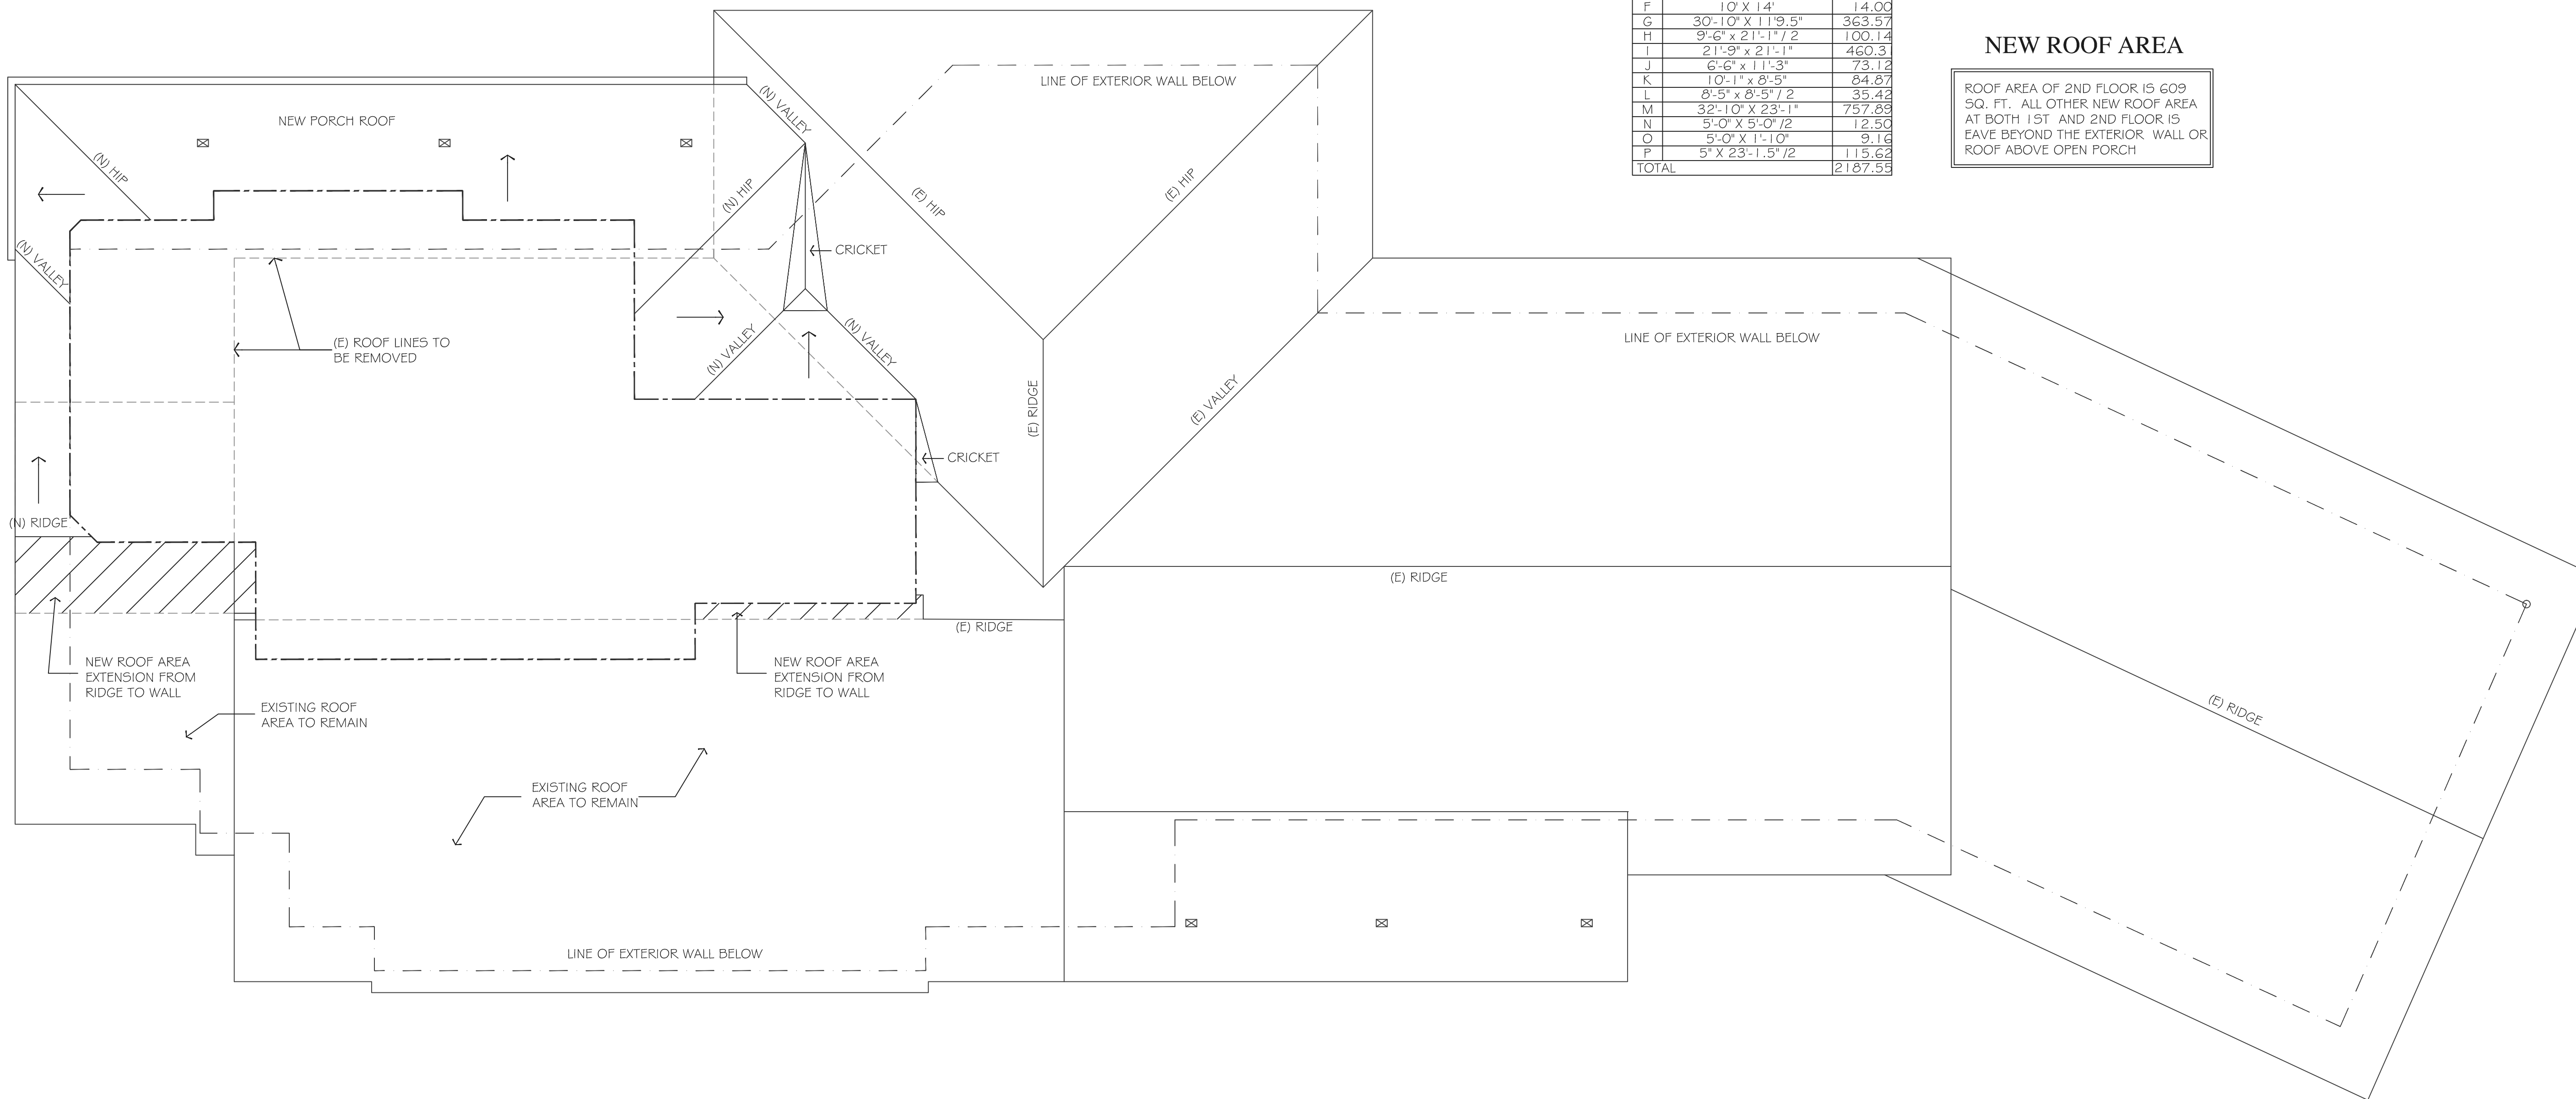 F 10' X 14' 14.00
G 30'-10" X 11'9.5" 363.57
H 9'-6" x 21'-1" / 2 100.14
I 21'-9" x 21'-1" 460.31
J 6'-6" x 11'-3" 73.12
K 10'-1" x 8'-5" 84.87
L 8'-5" x 8'-5" / 2 35.42
M 32'-10" X 23'-1" 757.89
N 5'-0" X 5'-0" /2 12.50
O 5'-0" X 1'-10" 9.16
P 5" X 23'-1.5" /2 115.62
TOTAL 2187.55
NEW ROOF AREA
ROOF AREA OF 2ND FLOOR IS 609
SQ. FT. ALL OTHER NEW ROOF AREA
AT BOTH 1ST AND 2ND FLOOR IS
EAVE BEYOND THE EXTERIOR WALL OR
ROOF ABOVE OPEN PORCH
LINE OF EXTERIOR WALL BELOW
(N) VALLEY
NEW PORCH ROOF
(N) HIP
(N) HIP
(E) HIP
(E) HIP
(N) VALLEY
CRICKET
(E) ROOF LINES TO
BE REMOVED
(N) VALLEY
(N) VALLEY
LINE OF EXTERIOR WALL BELOW
(E) RIDGE
(E) VALLEY
CRICKET
(N) RIDGE
(E) RIDGE
(E) RIDGE
NEW ROOF AREA
EXTENSION FROM
RIDGE TO WALL
NEW ROOF AREA
EXTENSION FROM
RIDGE TO WALL
EXISTING ROOF
AREA TO REMAIN
(E) RIDGE
EXISTING ROOF
AREA TO REMAIN
LINE OF EXTERIOR WALL BELOW